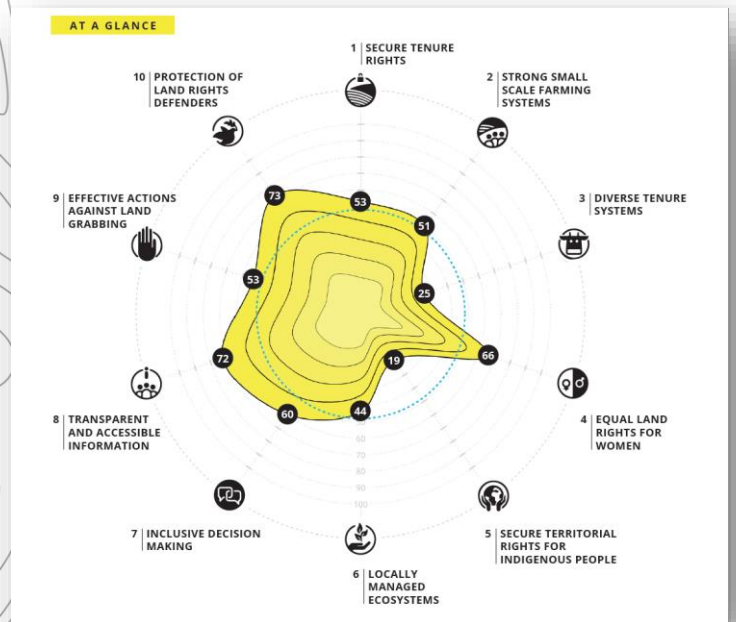 AT A GLANCE
1 SECURE TENURE
RIGHTS
2 STRONG SMALL
SCALE FARMING
SYSTEMS
3 DIVERSE TENURE
SYSTEMS
4 EQUAL LAND
RIGHTS FOR
WOMEN
5 SECURE TERRITORIAL
RIGHTS FOR
INDIGENOUS PEOPLE
6 LOCALLY
MANAGED
ECOSYSTEMS
7 INCLUSIVE DECISION
MAKING
8 TRANSPARENT
AND ACCESSIBLE
INFORMATION
9 EFFECTIVE ACTIONS
AGAINST LAND
GRABBING
10 PROTECTION OF
LAND RIGHTS
DEFENDERS
53
51
25
66
19
44
60
72
53
73
60
70
80
90
100